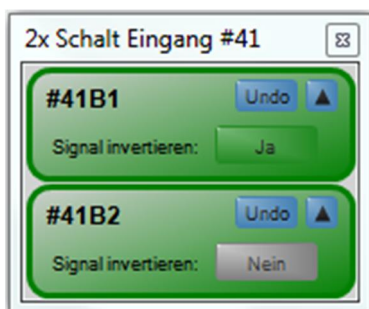 2x Schalt Eingang #41
#41B1 Undo ▲
Signal invertieren: Ja
#41B2 Undo ▲
Signal invertieren: Nein